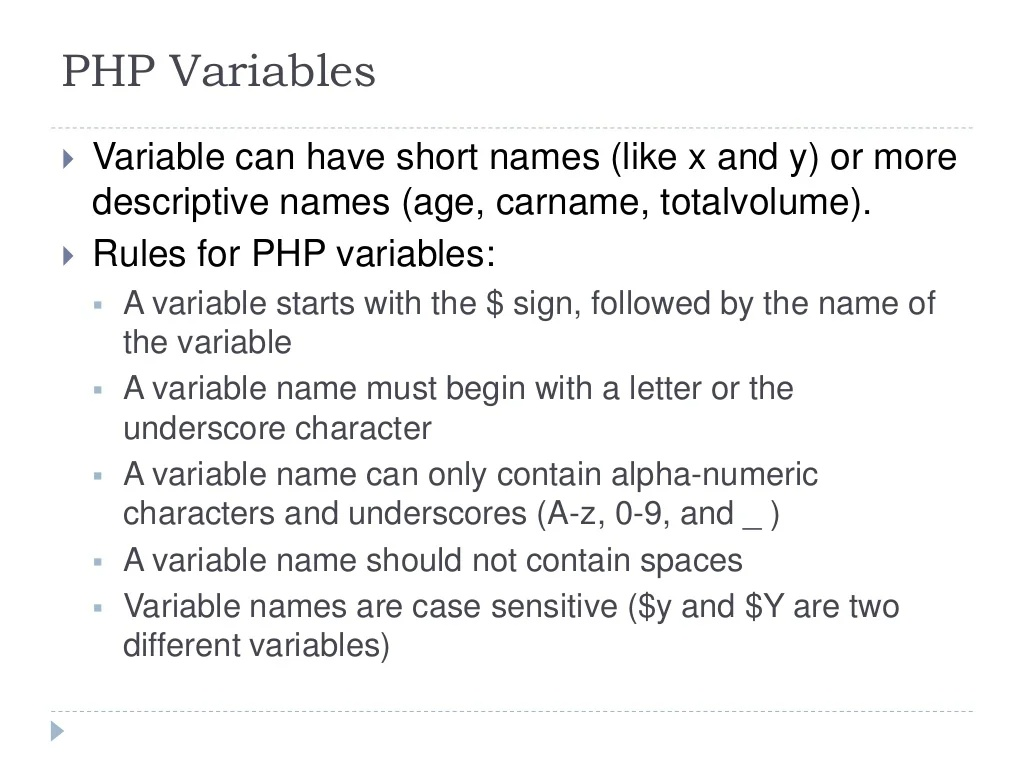 PHP Variables
Variable can have short names (like x and y) or more
descriptive names (age, carname, totalvolume).
Rules for PHP variables:
A variable starts with the $ sign, followed by the name of
the variable
A variable name must begin with a letter or the
underscore character
A variable name can only contain alpha-numeric
characters and underscores (A-z, 0-9, and _ )
A variable name should not contain spaces
Variable names are case sensitive ($y and $Y are two
different variables)